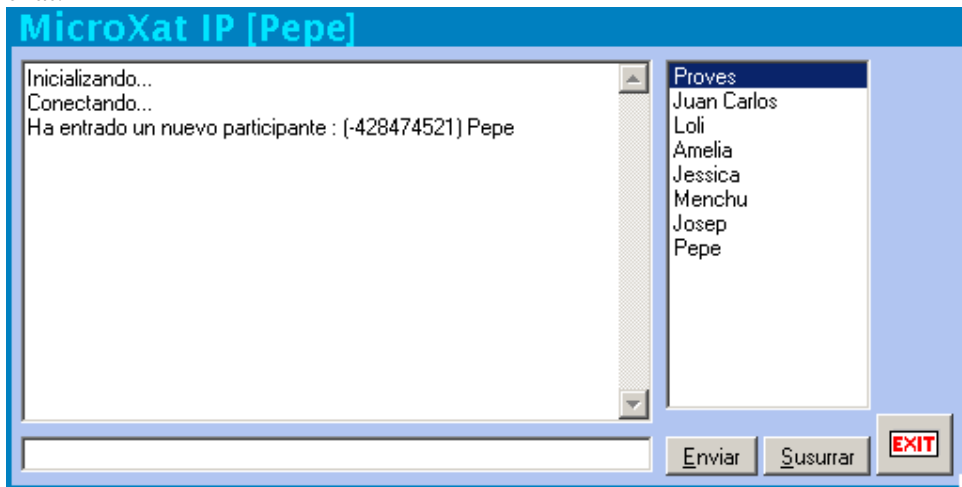 MicroXat IP [Pepe]
Inicializando...
Conectando...
Ha entrado un nuevo participante : (-428474521) Pepe
Proves
Juan Carlos
Loli
Amelia
Jessica
Menchu
Josep
Pepe
Enviar
Susurrar
EXIT